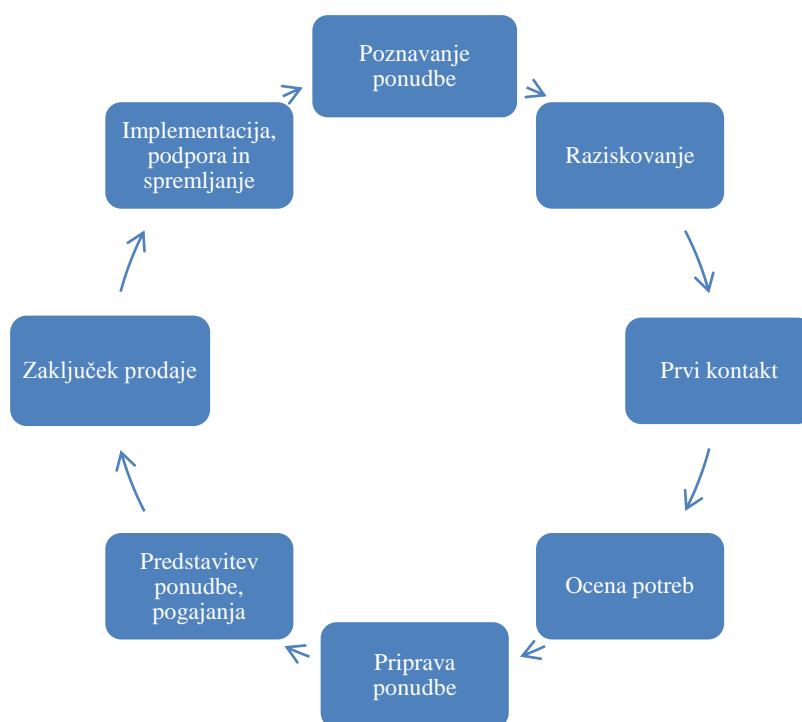 Poznavanje
ponudbe
Raziskovanje
Prvi kontakt
Ocena potreb
Priprava
ponudbe
Predstavitev
ponudbe,
pogajanja
Zaključek prodaje
Implementacija,
podpora in
spremljanje